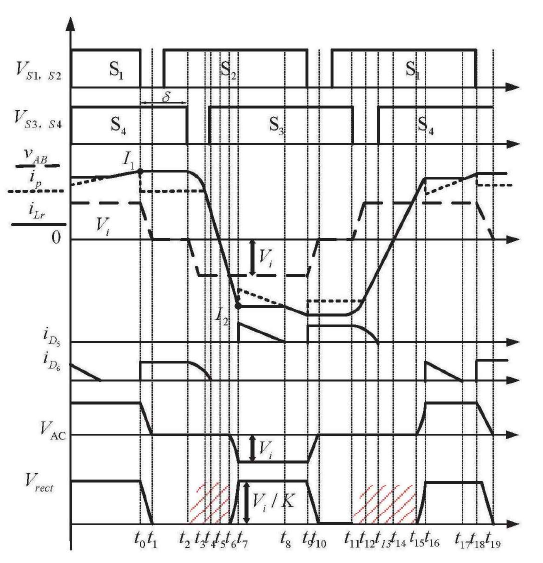 V_{S1, S2} S_1 S_2 S_1
δ
V_{S3, S4} S_4 S_3 S_4
v_{AB}
i_p I_1
i_{Lr}
V_i
0
V_i
I_2
i_{D5}
i_{D6}
V_{AC} V_i
V_{rect} V_i / K
t_0 t_1 t_2 t_3 t_4 t_5 t_6 t_7 t_8 t_9 t_{10} t_{11} t_{12} t_{13} t_{14} t_{15} t_{16} t_{17} t_{18} t_{19}